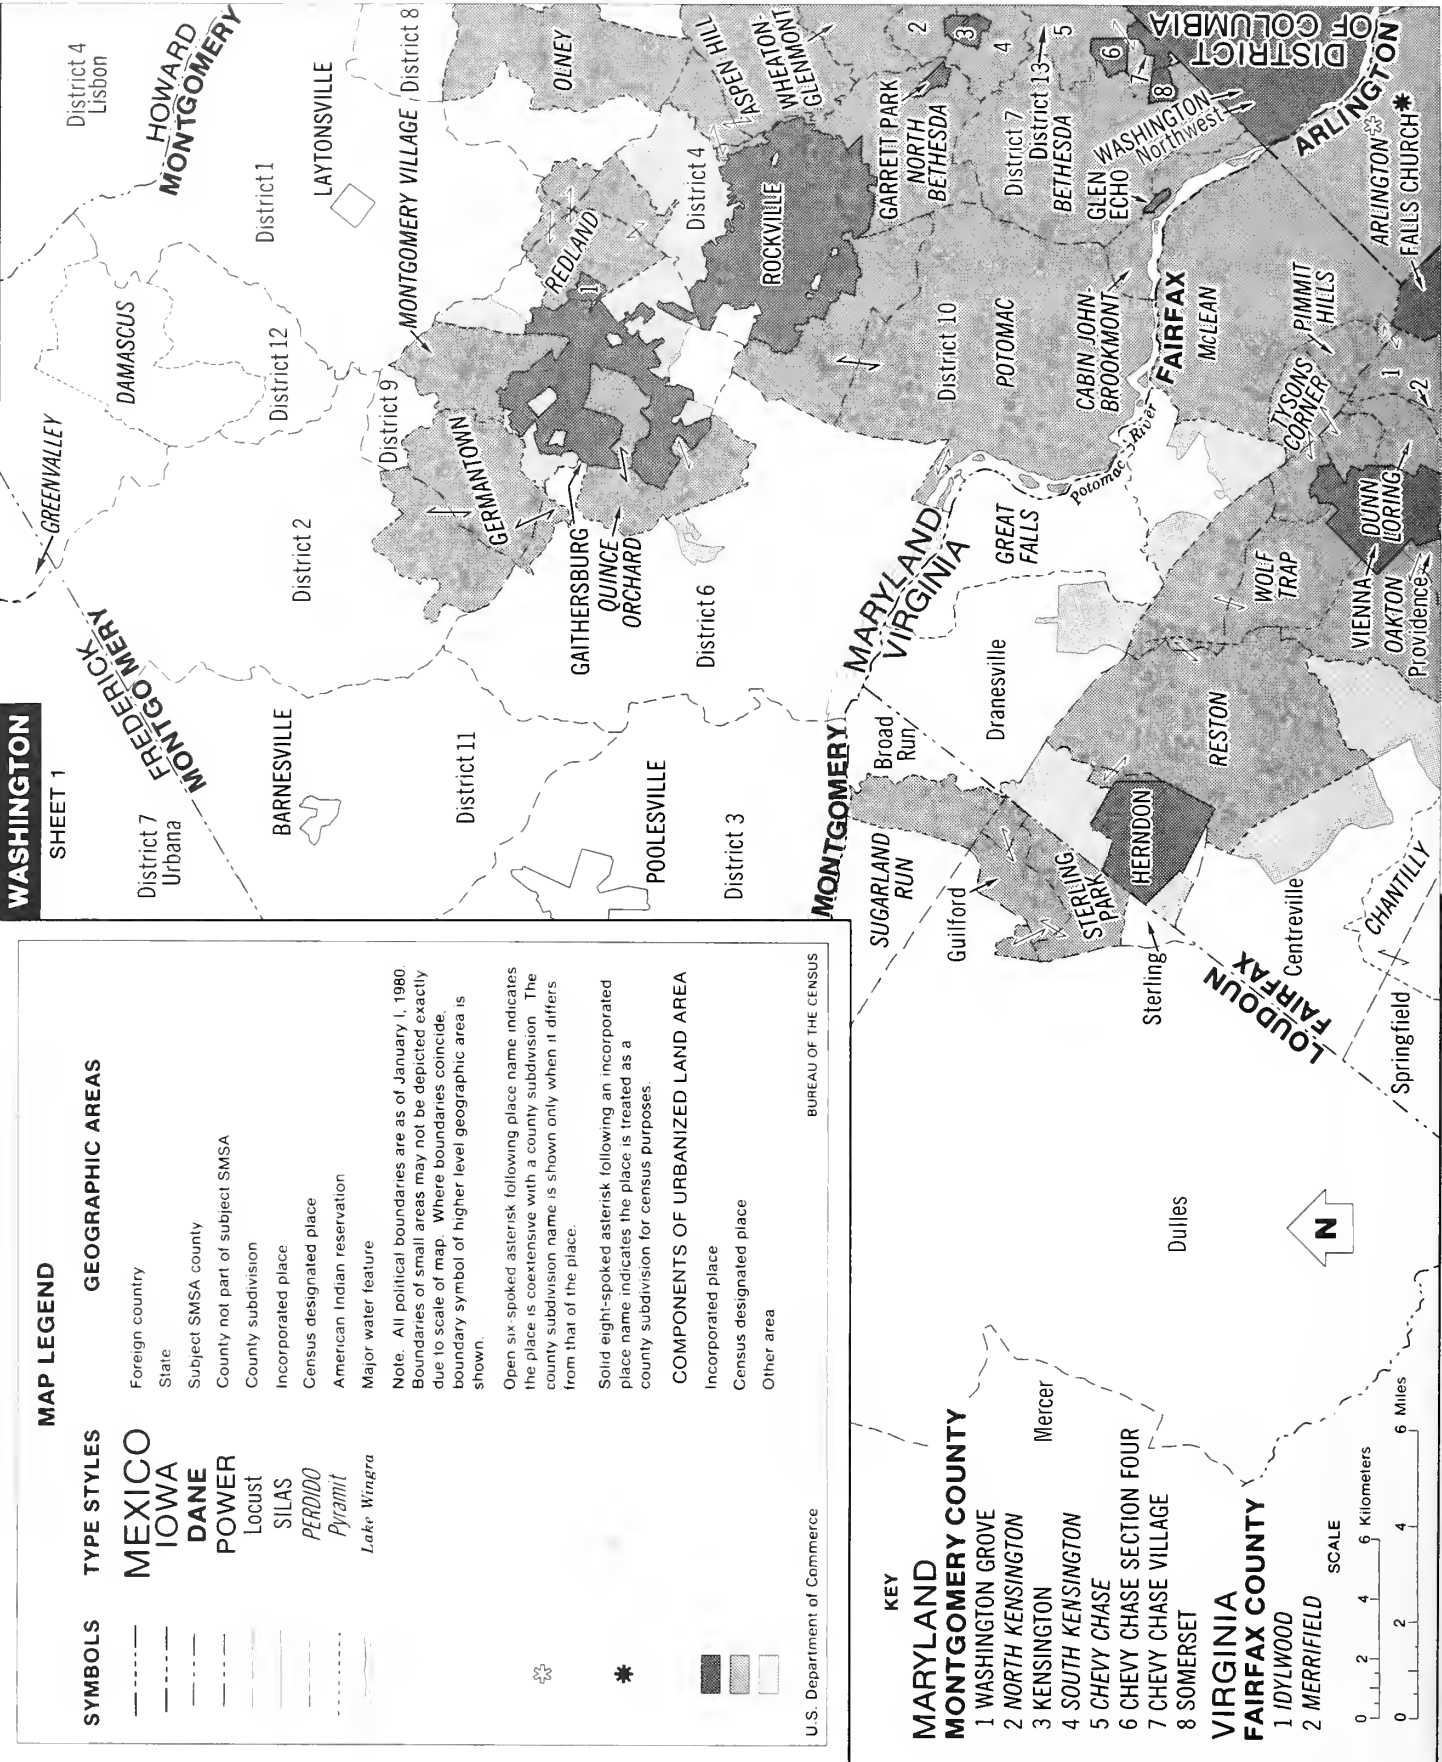 WASHINGTON
SHEET 1
MAP LEGEND
SYMBOLS
TYPE STYLES
GEOGRAPHIC AREAS
MEXICO Foreign country
IOWA State
DANE Subject SMSA county
POWER County not part of subject SMSA
Locust County subdivision
SILAS Incorporated place
PERDIDO Census designated place
Pyramit American Indian reservation
Lake Wingra Major water feature
Note. All political boundaries are as of January 1, 1980.
Boundaries of small areas may not be depicted exactly
due to scale of map. Where boundaries coincide,
boundary symbol of higher level geographic area is
shown.
Open six-spoked asterisk following place name indicates
the place is coextensive with a county subdivision The
county subdivision name is shown only when it differs
from that of the place.
Solid eight-spoked asterisk following an incorporated
place name indicates the place is treated as a
county subdivision for census purposes.
COMPONENTS OF URBANIZED LAND AREA
Incorporated place
Census designated place
Other area
U.S. Department of Commerce
BUREAU OF THE CENSUS
KEY
MARYLAND
MONTGOMERY COUNTY
1 WASHINGTON GROVE
2 NORTH KENSINGTON
3 KENSINGTON
4 SOUTH KENSINGTON
5 CHEVY CHASE
6 CHEVY CHASE SECTION FOUR
7 CHEVY CHASE VILLAGE
8 SOMERSET
VIRGINIA
FAIRFAX COUNTY
1 IDYLWOOD
2 MERRIFIELD
SCALE
0 2 4 6 Kilometers
0 2 4 6 Miles
N
FREDERICK
MONTGOMERY
GREENVALLEY
DAMASCUS
District 12
District 1
HOWARD
MONTGOMERY
District 4
Lisbon
LAYTONSVILLE
District 8
District 7
Urbana
BARNESVILLE
District 11
District 2
District 9
MONTGOMERY VILLAGE
OLNEY
GERMANTOWN
REDLAND
1
ASPEN HILL
WHEATON-
GLENMONT
2
3
4
5
6
7
8
GAITHERSBURG
QUINCE
ORCHARD
District 6
District 4
ROCKVILLE
GARRETT PARK
NORTH
BETHESDA
District 7
District 13
BETHESDA
GLEN
ECHO
WASHINGTON
Northwest
DISTRICT
OF COLUMBIA
POOLESVILLE
District 3
District 10
POTOMAC
CABIN JOHN-
BROOKMONT
MONTGOMERY
MARYLAND
VIRGINIA
FAIRFAX
ARLINGTON
ARLINGTON
FALLS CHURCH
McLEAN
PIMMIT
HILLS
TYSONS
CORNER
1
2
Potomac River
GREAT
FALLS
Broad
Run
Dranesville
SUGARLAND
RUN
Guilford
STERLING
PARK
HERNDON
RESTON
WOLF
TRAP
VIENNA
DUNN
LORING
OAKTON
Providence
Sterling
LOUDOUN
FAIRFAX
Centreville
CHANTILLY
Springfield
Dulles
Mercer